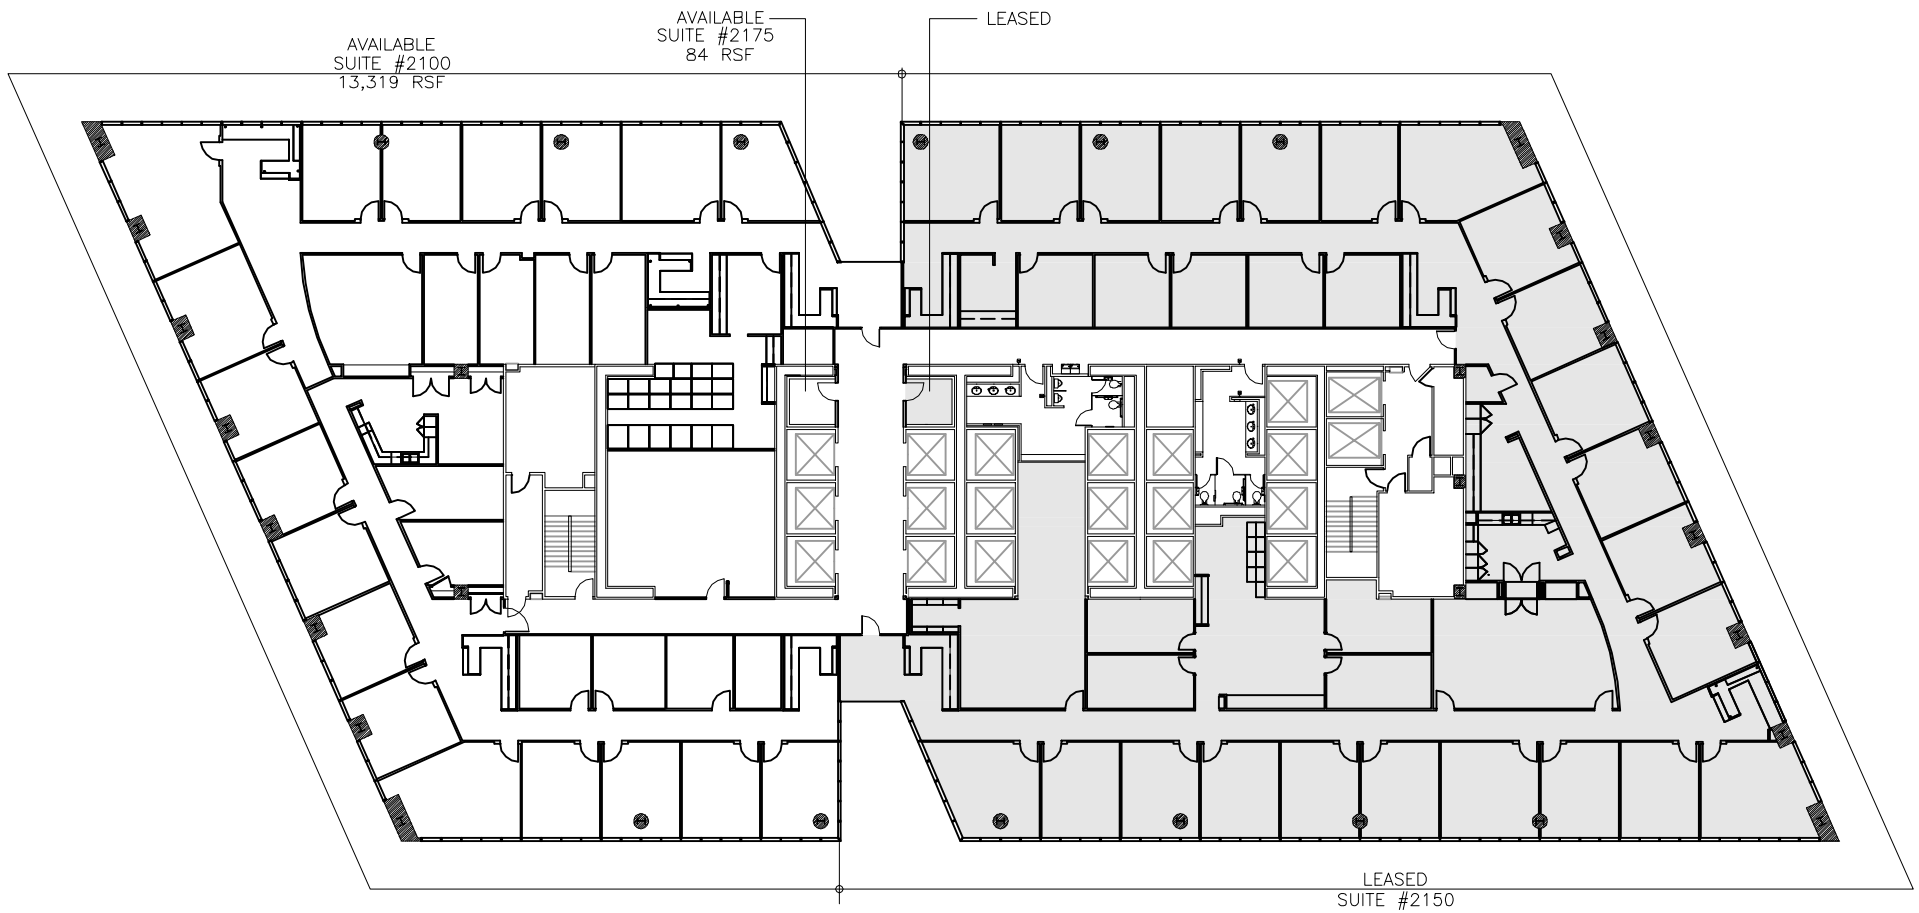 AVAILABLE
SUITE #2100
13,319 RSF
AVAILABLE
SUITE #2175
84 RSF
LEASED
LEASED
SUITE #2150